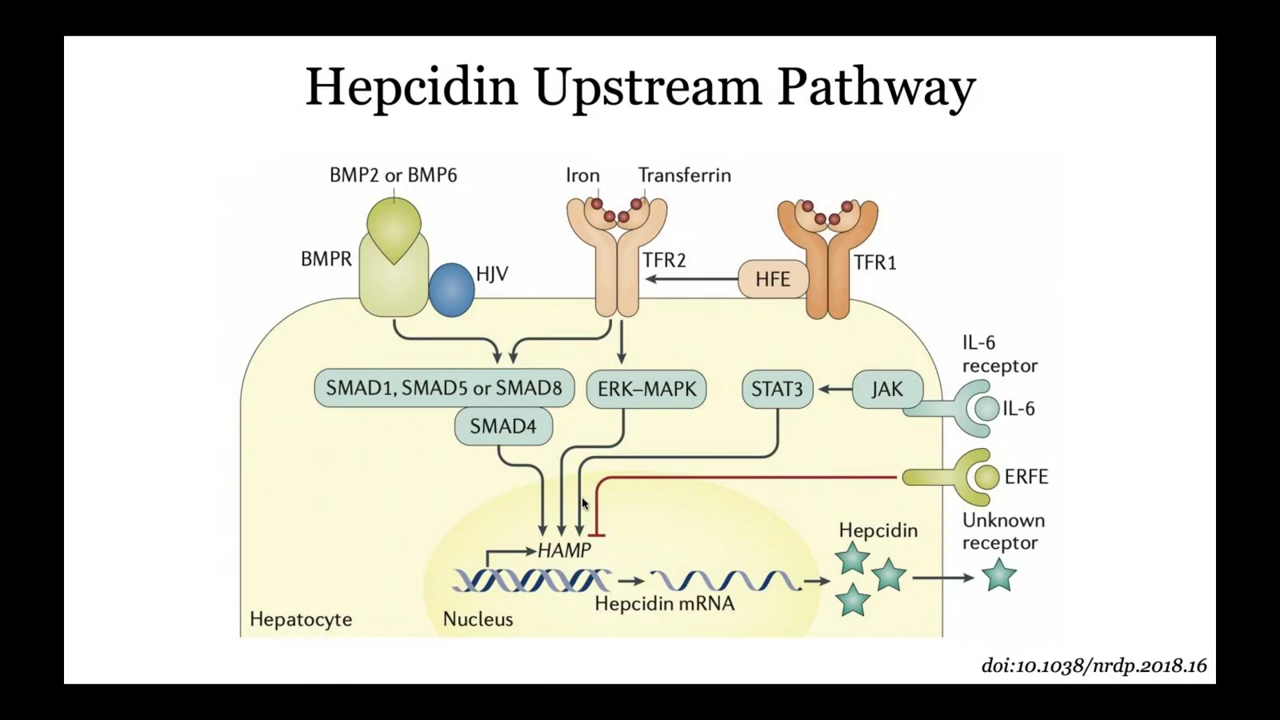 Hepcidin Upstream Pathway
BMP2 or BMP6
Iron
Transferrin
BMPR
HJV
TFR2
HFE
TFR1
IL-6
receptor
SMAD1, SMAD5 or SMAD8
ERK–MAPK
STAT3
JAK
IL-6
SMAD4
ERFE
Unknown
receptor
Hepcidin
HAMP
Hepcidin mRNA
Hepatocyte
Nucleus
doi:10.1038/nrdp.2018.16